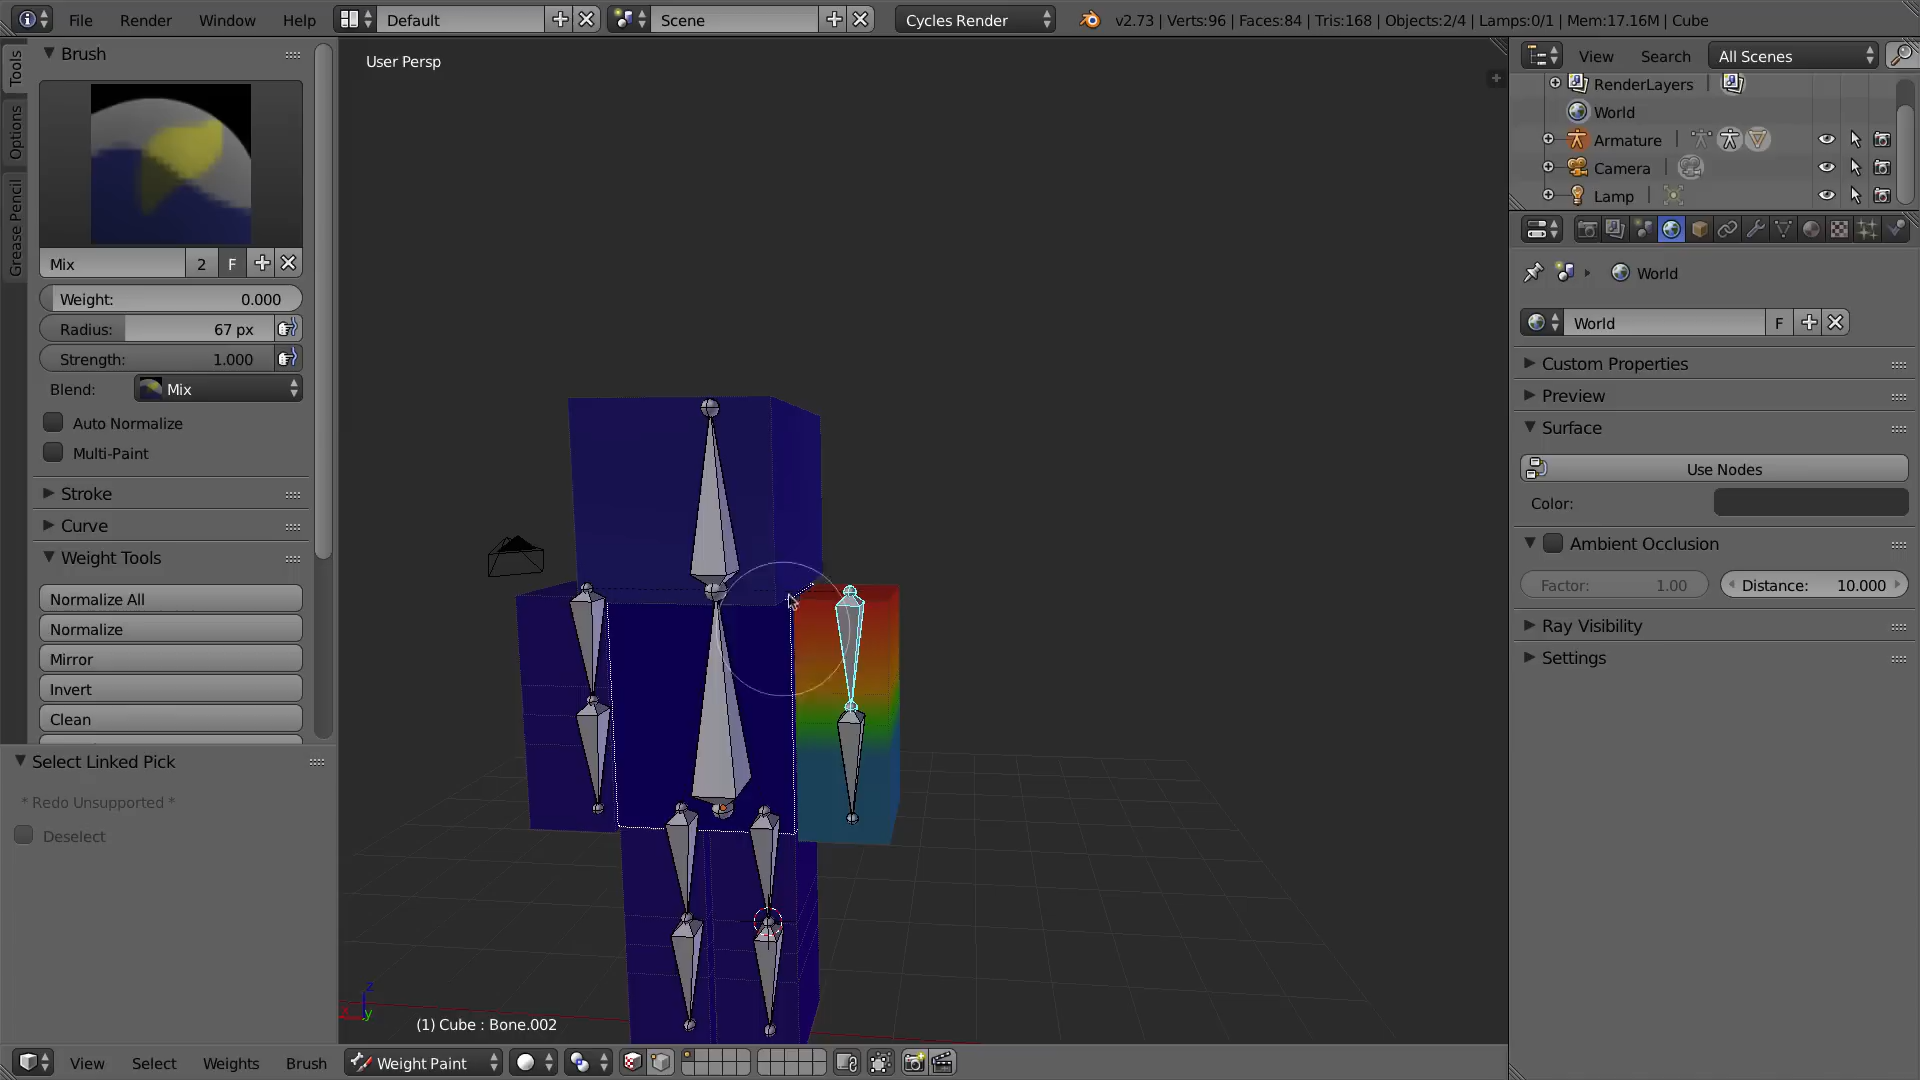 File Render Window Help Default Scene Cycles Render v2.73 | Verts:96 | Faces:84 | Tris:168 | Objects:2/4 | Lamps:0/1 | Mem:17.16M | Cube
Tools
Options
Grease Pencil
Brush
Mix 2 F
Weight: 0.000
Radius: 67 px
Strength: 1.000
Blend: Mix
Auto Normalize
Multi-Paint
Stroke
Curve
Weight Tools
Normalize All
Normalize
Mirror
Invert
Clean
Select Linked Pick
* Redo Unsupported *
Deselect
User Persp
z
x
y
(1) Cube : Bone.002
View Select Weights Brush Weight Paint
View Search All Scenes
RenderLayers
World
Armature
Camera
Lamp
World
World F
Custom Properties
Preview
Surface
Use Nodes
Color:
Ambient Occlusion
Factor: 1.00 Distance: 10.000
Ray Visibility
Settings